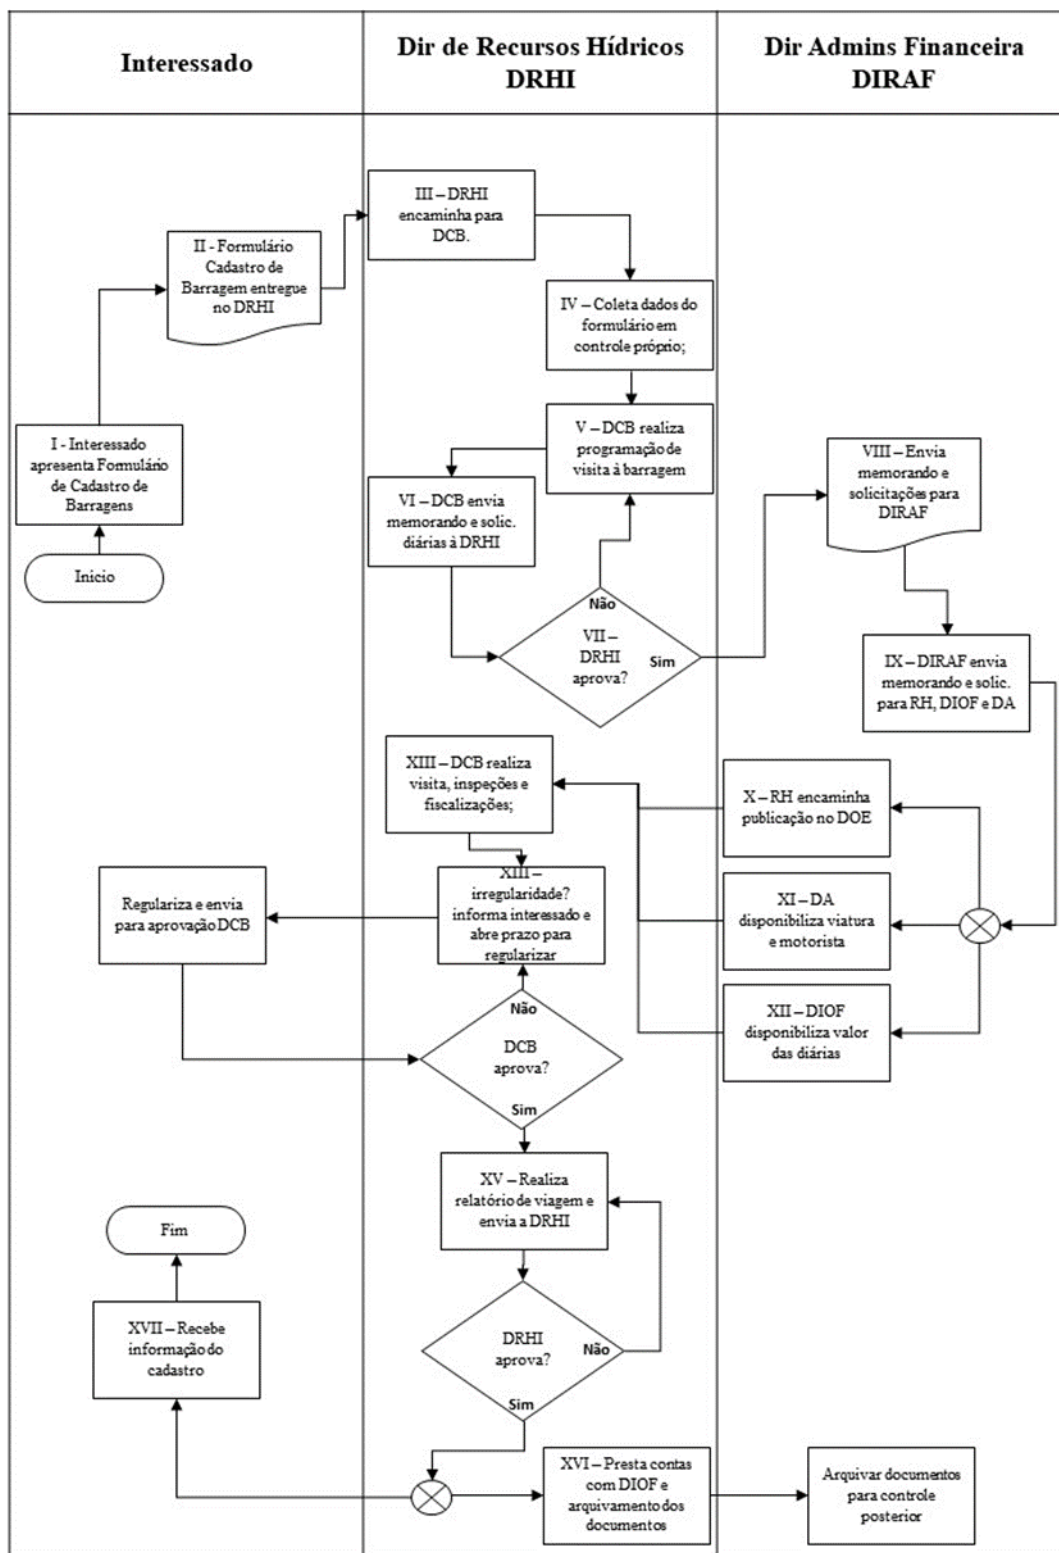 Interessado
Dir de Recursos Hídricos
DRHI
Dir Admins Financeira
DIRAF
III – DRHI
encaminha para
DCB.
II - Formulário
Cadastro de
Barragem entregue
no DRHI
IV – Coleta dados do
formulário em
controle próprio;
I - Interessado
apresenta Formulário
de Cadastro de
Barragens
V – DCB realiza
programação de
visita à barragem
VIII – Envia
memorando e
solicitações para
DIRAF
VI – DCB envia
memorando e solic.
diárias à DRHI
Inicio
Não
VII –
DRHI
aprova?
Sim
IX – DIRAF envia
memorando e solic.
para RH, DIOF e DA
XIII – DCB realiza
visita, inspeções e
fiscalizações;
X – RH encaminha
publicação no DOE
XIII –
irregularidade?
informa interessado e
abre prazo para
regularizar
Regulariza e envia
para aprovação DCB
XI – DA
disponibiliza viatura
e motorista
XII – DIOF
disponibiliza valor
das diárias
Não
DCB
aprova?
Sim
XV – Realiza
relatório de viagem e
envia a DRHI
Fim
XVII – Recebe
informação do
cadastro
DRHI
aprova?
Não
Sim
XVI – Presta contas
com DIOF e
arquivamento dos
documentos
Arquivar documentos
para controle
posterior